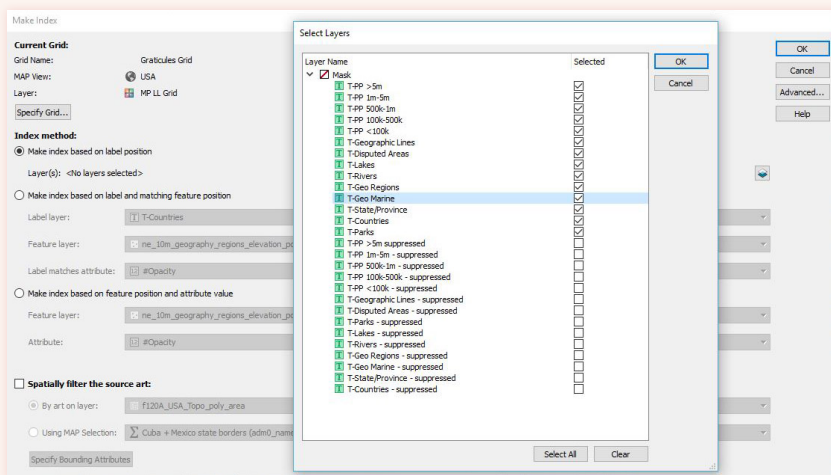 Make Index
Current Grid:
Grid Name: Graticules Grid
MAP View: USA
Layer: MP LL Grid
Specify Grid...
Index method:
Make index based on label position
Layer(s): <No layers selected>
Make index based on label and matching feature position
Label layer: T-Countries
Feature layer: ne_10m_geography_regions_elevation_po
Label matches attribute: #Opacity
Make index based on feature position and attribute value
Feature layer: ne_10m_geography_regions_elevation_po
Attribute: #Opacity
Spatially filter the source art:
By art on layer: f120A_USA_Topo_poly_area
Using MAP Selection: Cuba + Mexico state borders (adm0_name
Specify Bounding Attributes
Select Layers
Layer Name Selected
Mask
T-PP >5m
T-PP 1m-5m
T-PP 500k-1m
T-PP 100k-500k
T-PP <100k
T-Geographic Lines
T-Disputed Areas
T-Lakes
T-Rivers
T-Geo Regions
T-Geo Marine
T-State/Province
T-Countries
T-Parks
T-PP >5m suppressed
T-PP 1m-5m - suppressed
T-PP 500k-1m - suppressed
T-PP 100k-500k - suppressed
T-PP <100k - suppressed
T-Geographic Lines - suppressed
T-Disputed Areas - suppressed
T-Parks - suppressed
T-Lakes - suppressed
T-Rivers - suppressed
T-Geo Regions - suppressed
T-Geo Marine - suppressed
T-State/Province - suppressed
T-Countries - suppressed
Select All Clear
OK
Cancel
OK
Cancel
Advanced...
Help